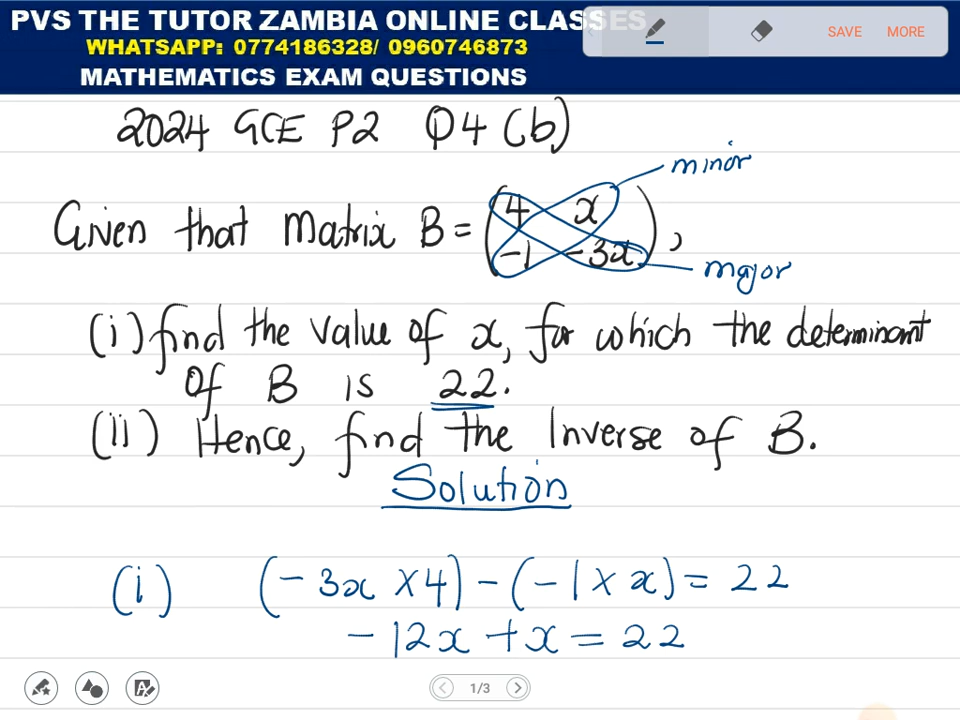 PVS THE TUTOR ZAMBIA ONLINE CLASSES
WHATSAPP: 0774186328/ 0960746873
MATHEMATICS EXAM QUESTIONS
SAVE MORE
2024 GCE P2 Q4 (b)
minor
Given that Matrix B = (4 x
-1 -3x),
major
(i) find the value of x, for which the determinant
of B is 22.
(ii) Hence, find the Inverse of B.
Solution
(i) (-3x × 4) - (-1 × x) = 22
-12x + x = 22
1/3